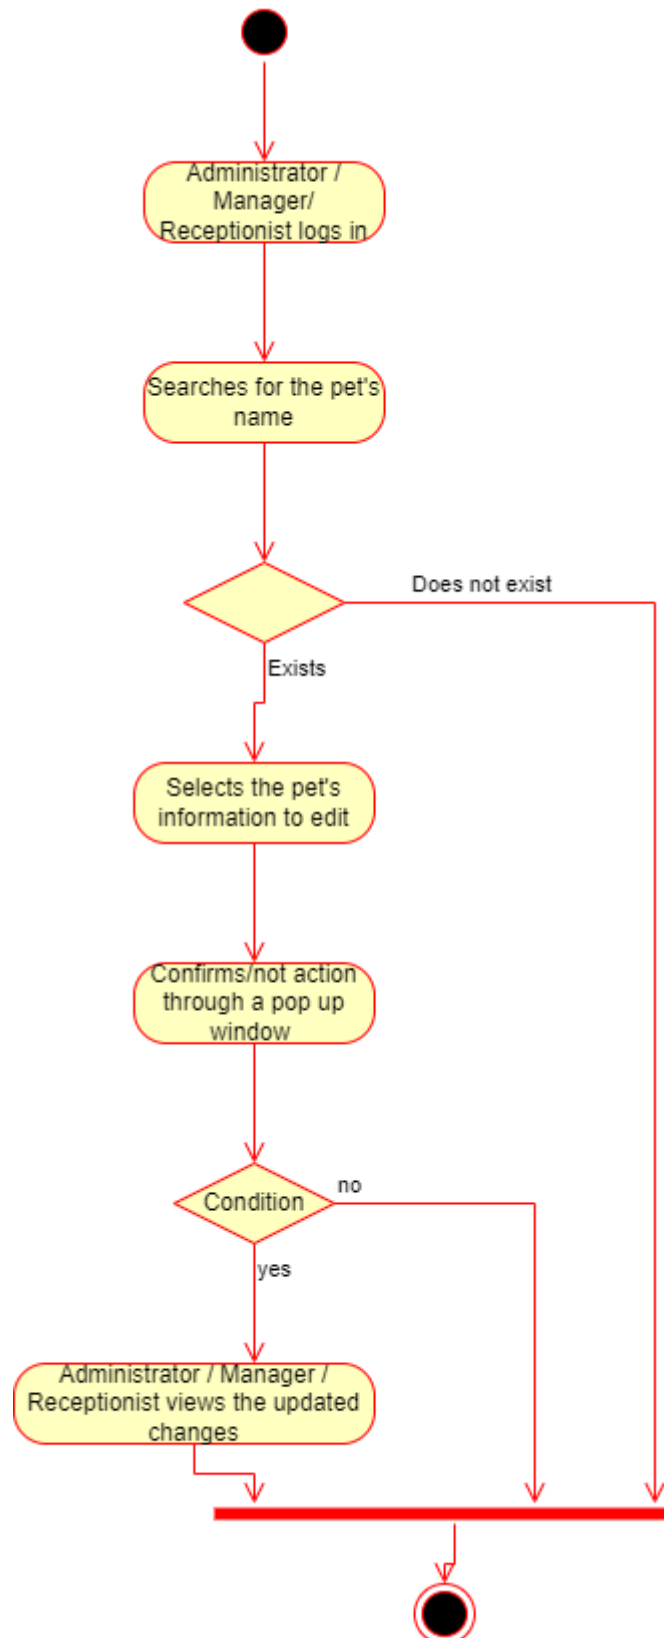 Administrator /
Manager/
Receptionist logs in
Searches for the pet's
name
Does not exist
Exists
Selects the pet's
information to edit
Confirms/not action
through a pop up
window
Condition
no
yes
Administrator / Manager /
Receptionist views the updated
changes